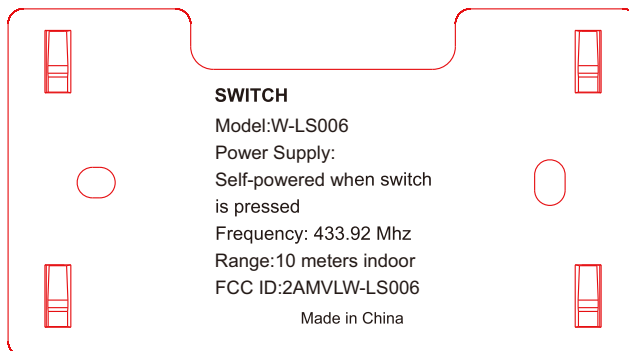 SWITCH
Model:W-LS006
Power Supply:
Self-powered when switch
is pressed
Frequency: 433.92 Mhz
Range:10 meters indoor
FCC ID:2AMVLW-LS006
Made in China